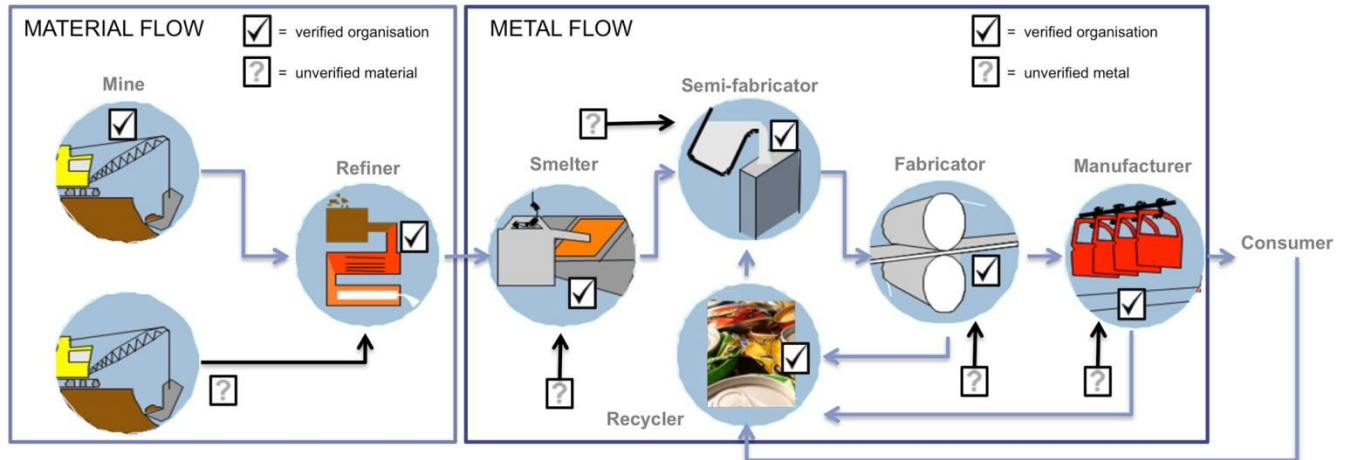 MATERIAL FLOW
= verified organisation
? = unverified material
Mine
Refiner
?
METAL FLOW
= verified organisation
? = unverified metal
Semi-fabricator
?
Smelter
Fabricator
Manufacturer
Consumer
?
?
?
Recycler